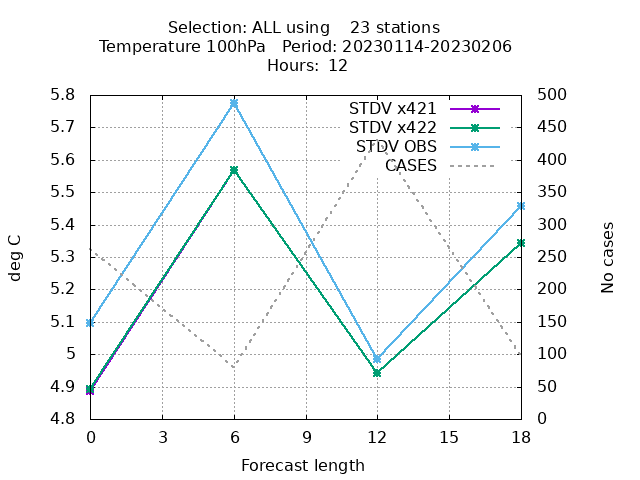 Selection: ALL using    23 stations
Temperature 100hPa   Period: 20230114-20230206
Hours:  12
deg C
5.8
5.7
5.6
5.5
5.4
5.3
5.2
5.1
5
4.9
4.8
STDV x421
STDV x422
STDV OBS
CASES
500
450
400
350
300
250
200
150
100
50
0
No cases
0 3 6 9 12 15 18
Forecast length